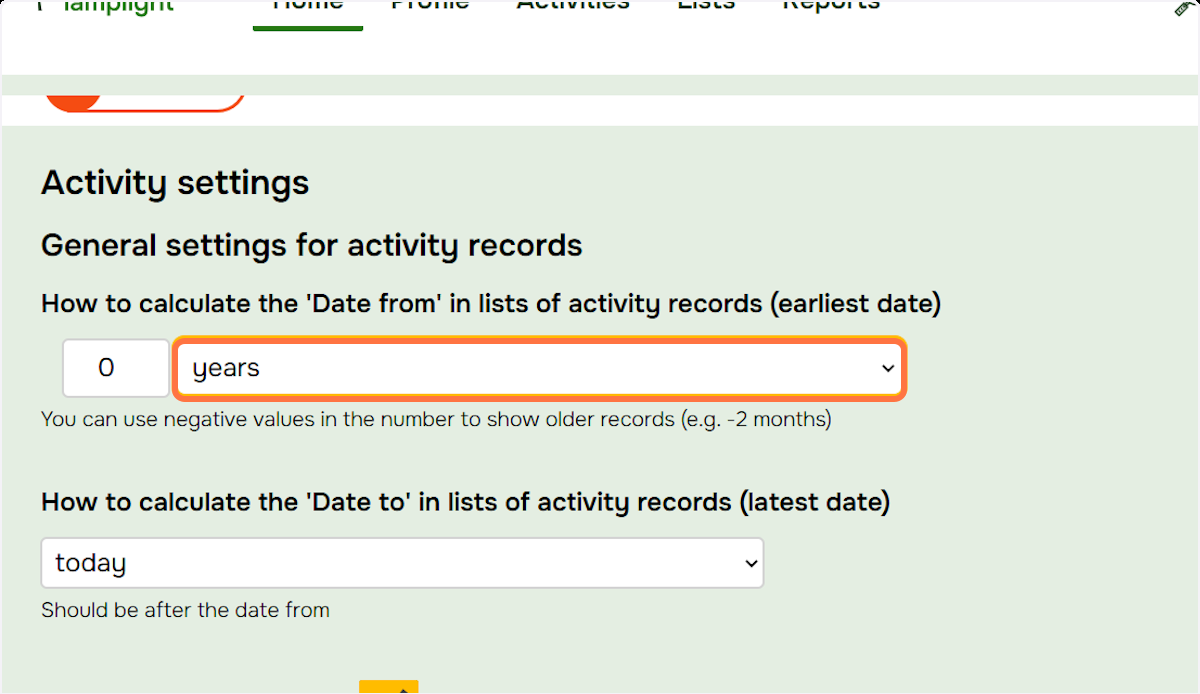 lamplight
Home Profile Activities Lists Reports
Activity settings
General settings for activity records
How to calculate the 'Date from' in lists of activity records (earliest date)
0 years
You can use negative values in the number to show older records (e.g. -2 months)
How to calculate the 'Date to' in lists of activity records (latest date)
today
Should be after the date from